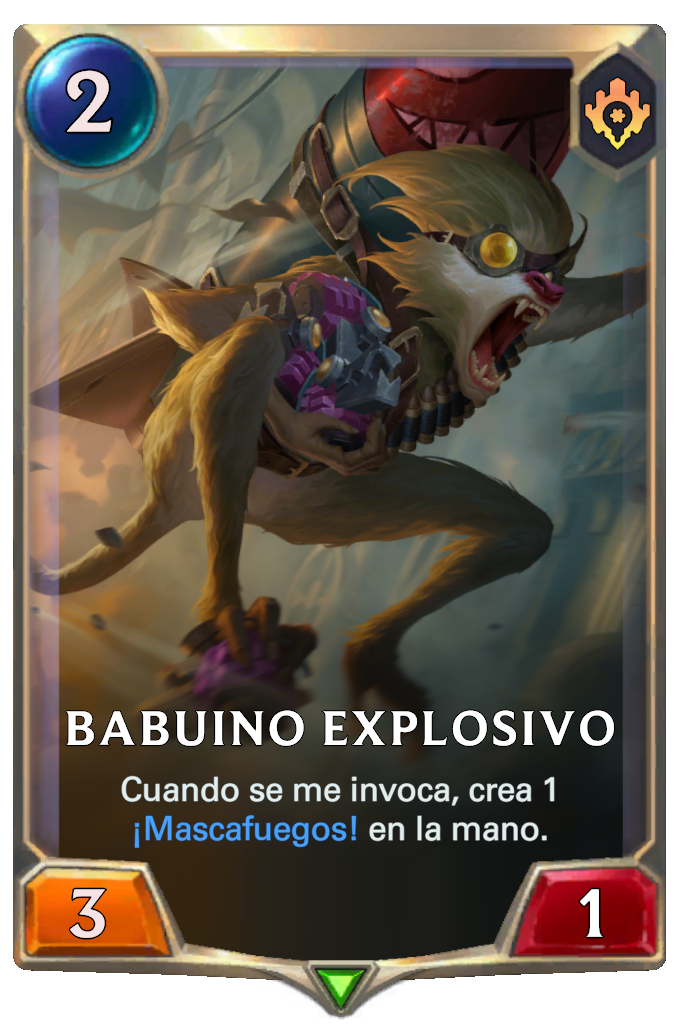 2
BABUINO EXPLOSIVO
Cuando se me invoca, crea 1
¡Mascafuegos! en la mano.
3 1